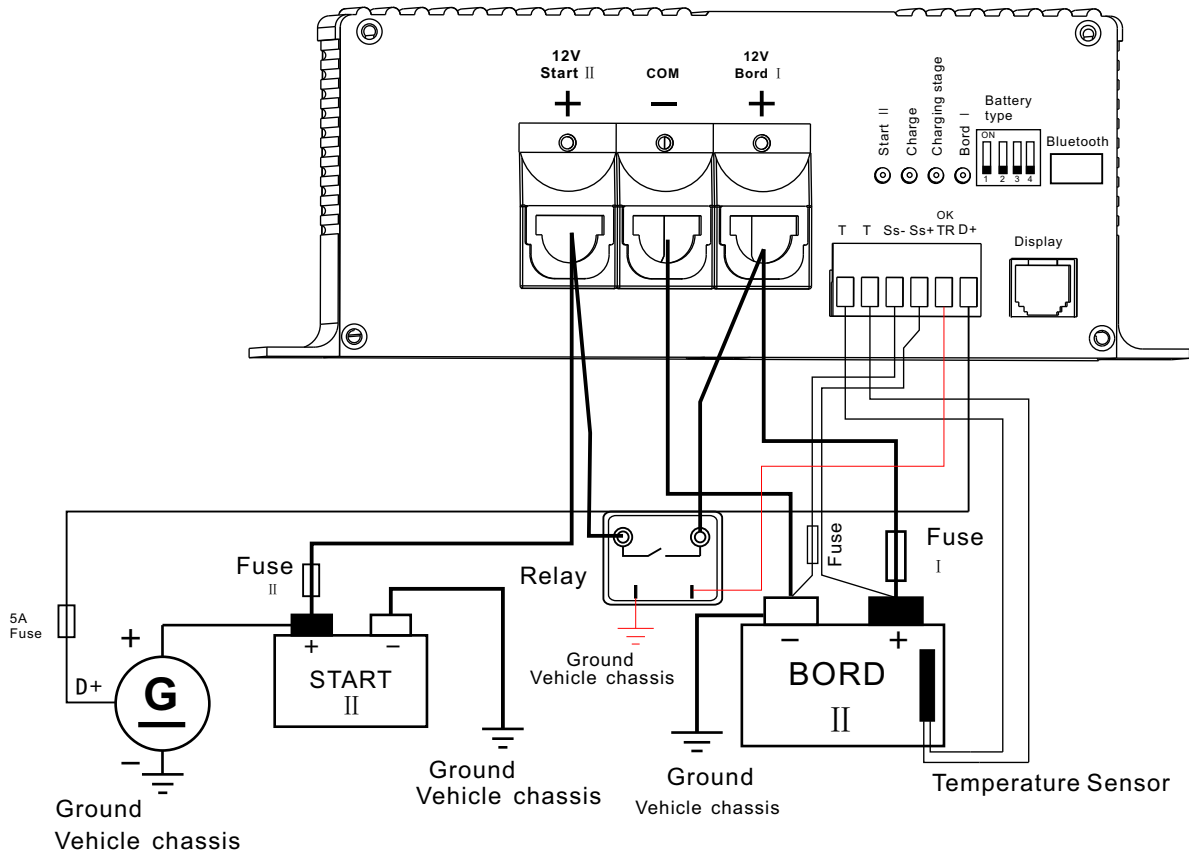 12V
Start Ⅱ
COM
12V
Bord Ⅰ
+
−
+
Start Ⅱ
Charge
Charging stage
Bord Ⅰ
Battery
type
ON
1 2 3 4
Bluetooth
T T Ss- Ss+ OK
TR D+
Display
Fuse
Ⅱ
Relay
Fuse
Fuse
Ⅰ
5A
Fuse
+
D+
G
−
+ −
START
Ⅱ
− +
BORD
Ⅱ
Ground
Vehicle chassis
Ground
Vehicle chassis
Ground
Vehicle chassis
Temperature Sensor
Ground
Vehicle chassis